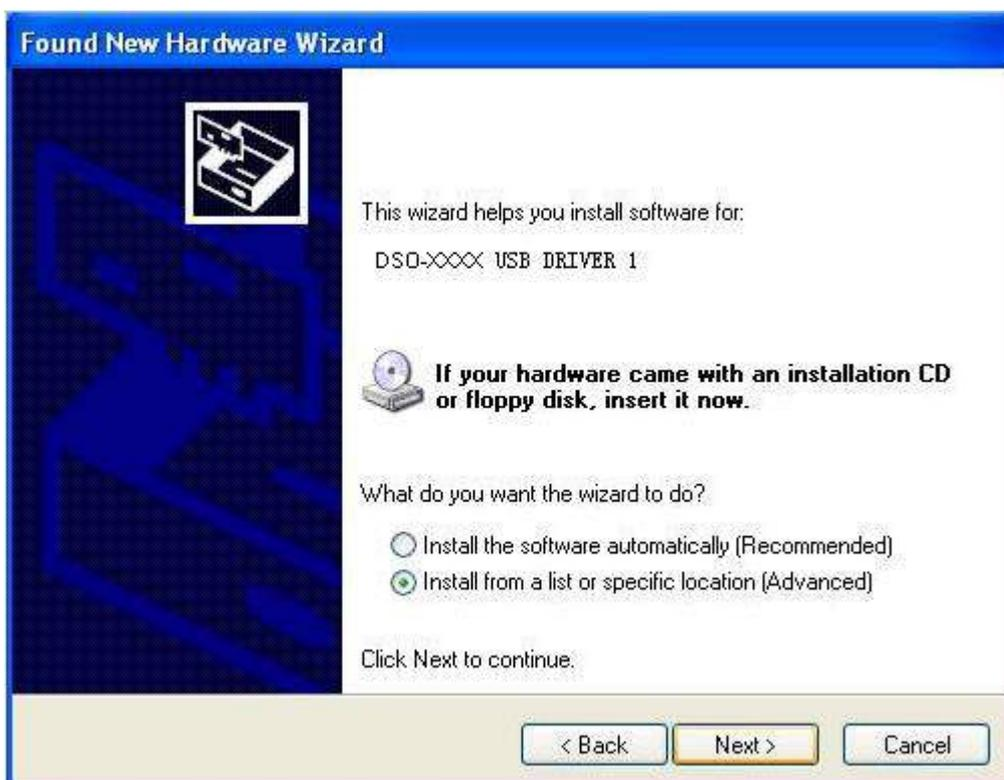 Found New Hardware Wizard
This wizard helps you install software for:
DSO-XXXX USB DRIVER 1
If your hardware came with an installation CD
or floppy disk, insert it now.
What do you want the wizard to do?
Install the software automatically (Recommended)
Install from a list or specific location (Advanced)
Click Next to continue.
< Back Next > Cancel